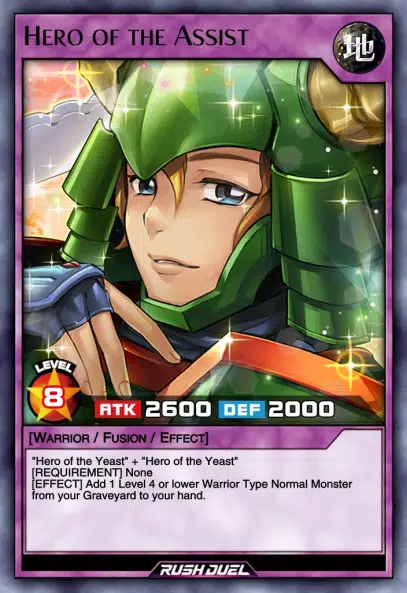 Hero of the Assist
地
LEVEL
8
ATK 2600 DEF 2000
[Warrior / Fusion / Effect]
"Hero of the Yeast" + "Hero of the Yeast"
[REQUIREMENT] None
[EFFECT] Add 1 Level 4 or lower Warrior Type Normal Monster
from your Graveyard to your hand.
RUSH DUEL